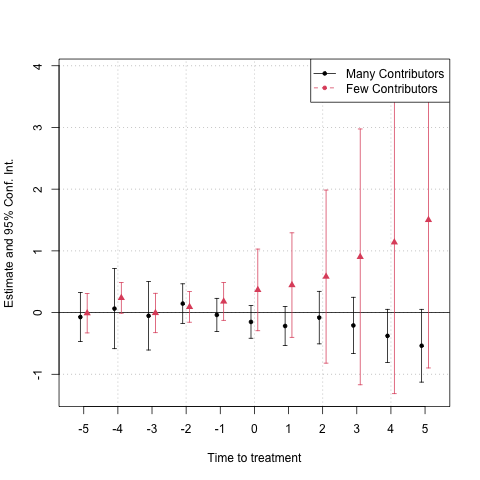 Many Contributors
Few Contributors
Estimate and 95% Conf. Int.
4
3
2
1
0
-1
-5 -4 -3 -2 -1 0 1 2 3 4 5
Time to treatment